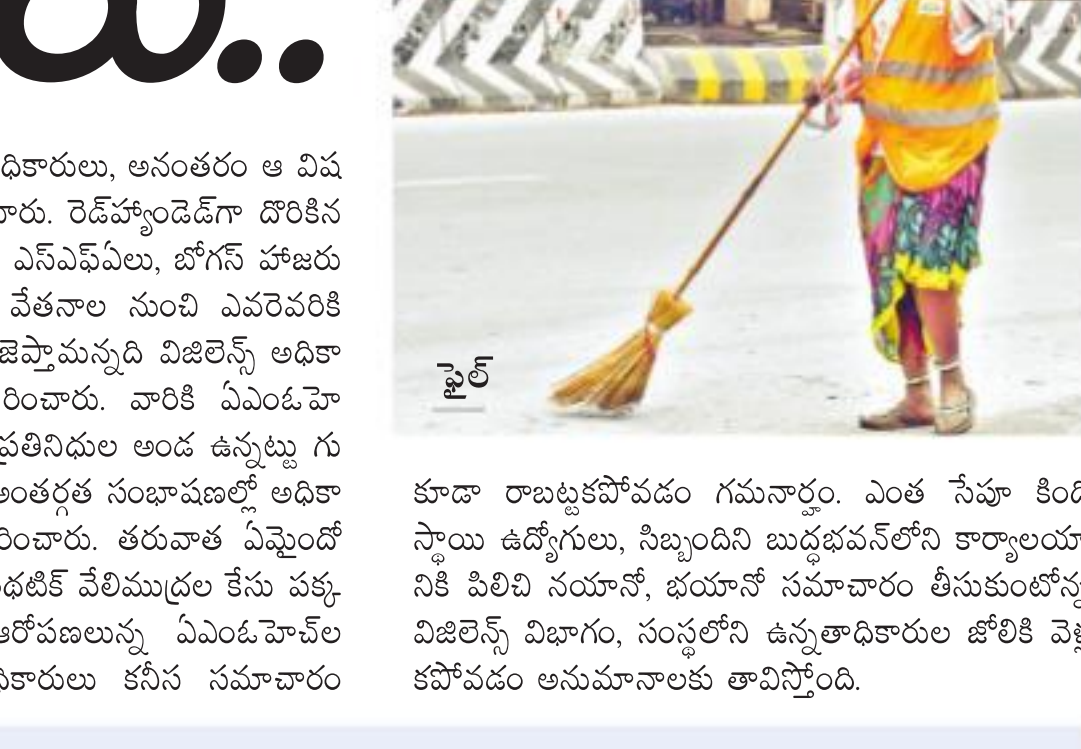 రు..
ధికారులు, అనంతరం ఆ విష
చారు. రెడ్‌హ్యాండెడ్‌గా దొరికిన
ఎస్ఎఫ్ఏలు, బోగస్ హాజరు
వేతనాల నుంచి ఎవరెవరికి
జెప్తామన్నది విజిలెన్స్ అధికా
రించారు. వారికి ఏఎంఓహె
ప్రతినిధుల అండ ఉన్నట్టు గు
అంతర్గత సంభాషణల్లో అధికా
రించారు. తరువాత ఏమైందో
థటిక్ వేలిముద్రల కేసు పక్క
ఆరోపణలున్న ఏఎంఓహెచ్‌ల
ధికారులు కనీస సమాచారం
ఫైల్
కూడా రాబట్టకపోవడం గమనార్హం. ఎంత సేపూ కింది
స్థాయి ఉద్యోగులు, సిబ్బందిని బుద్ధభవన్‌లోని కార్యాలయా
నికి పిలిచి నయానో, భయానో సమాచారం తీసుకుంటోన్న
విజిలెన్స్ విభాగం, సంస్థలోని ఉన్నతాధికారుల జోలికి వెళ్ల
కపోవడం అనుమానాలకు తావిస్తోంది.